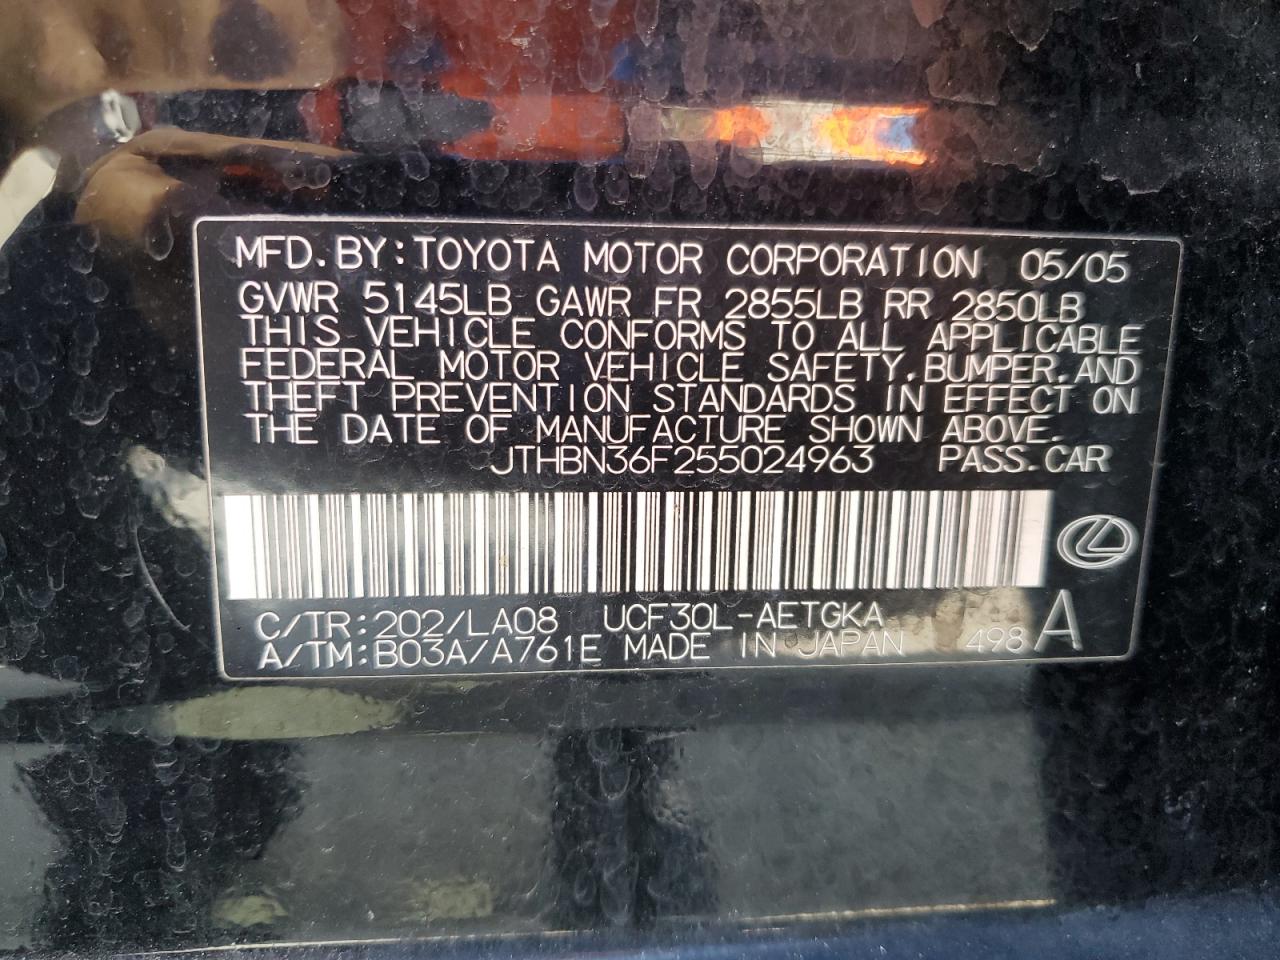 MFD.BY:TOYOTA MOTOR CORPORATION 05/05
GVWR 5145LB GAWR FR 2855LB RR 2850LB
THIS VEHICLE CONFORMS TO ALL APPLICABLE
FEDERAL MOTOR VEHICLE SAFETY,BUMPER,AND
THEFT PREVENTION STANDARDS IN EFFECT ON
THE DATE OF MANUFACTURE SHOWN ABOVE.
JTHBN36F255024963 PASS.CAR
C/TR:202/LA08 UCF30L-AETGKA
A/TM:B03A/A761E MADE IN JAPAN 498 A